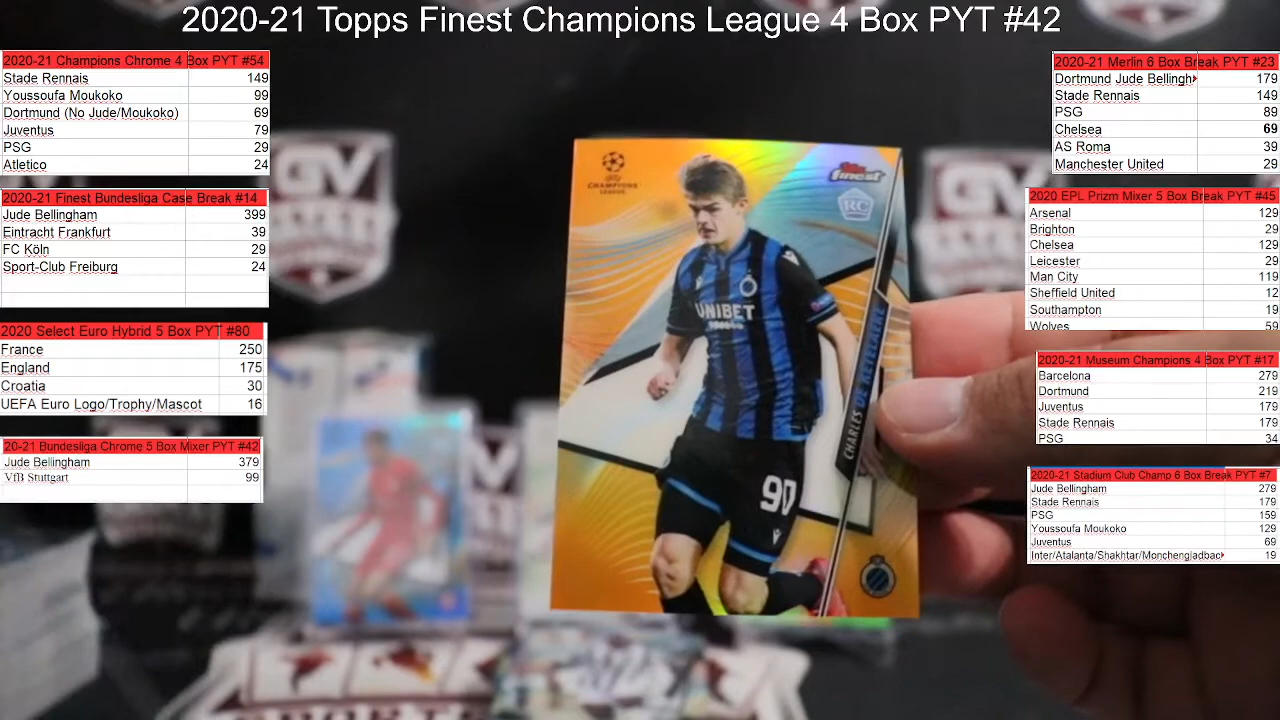 2020-21 Topps Finest Champions League 4 Box PYT #42
2020-21 Champions Chrome 4 Box PYT #54
Stade Rennais 149
Youssoufa Moukoko 99
Dortmund (No Jude/Moukoko) 69
Juventus 79
PSG 29
Atletico 24
2020-21 Finest Bundesliga Case Break #14
Jude Bellingham 399
Eintracht Frankfurt 39
FC Köln 29
Sport-Club Freiburg 24
2020 Select Euro Hybrid 5 Box PYT #80
France 250
England 175
Croatia 30
UEFA Euro Logo/Trophy/Mascot 16
20-21 Bundesliga Chrome 5 Box Mixer PYT #42
Jude Bellingham 379
VfB Stuttgart 99
CHAMPIONS
LEAGUE
Topps
finest
RC
UNIBET
90
CHARLES DE KETELAERE
2020-21 Merlin 6 Box Break PYT #23
Dortmund Jude Bellingh
179
Stade Rennais 149
PSG 89
Chelsea 69
AS Roma 39
Manchester United 29
2020 EPL Prizm Mixer 5 Box Break PYT #45
Arsenal 129
Brighton 29
Chelsea 129
Leicester 29
Man City 119
Sheffield United 12
Southampton 19
Wolves 59
2020-21 Museum Champions 4 Box PYT #17
Barcelona 279
Dortmund 219
Juventus 179
Stade Rennais 179
PSG 34
2020-21 Stadium Club Champ 6 Box Break PYT #7
Jude Bellingham 279
Stade Rennais 179
PSG 159
Youssoufa Moukoko 129
Juventus 69
Inter/Atalanta/Shakhtar/Monchengladbac 19